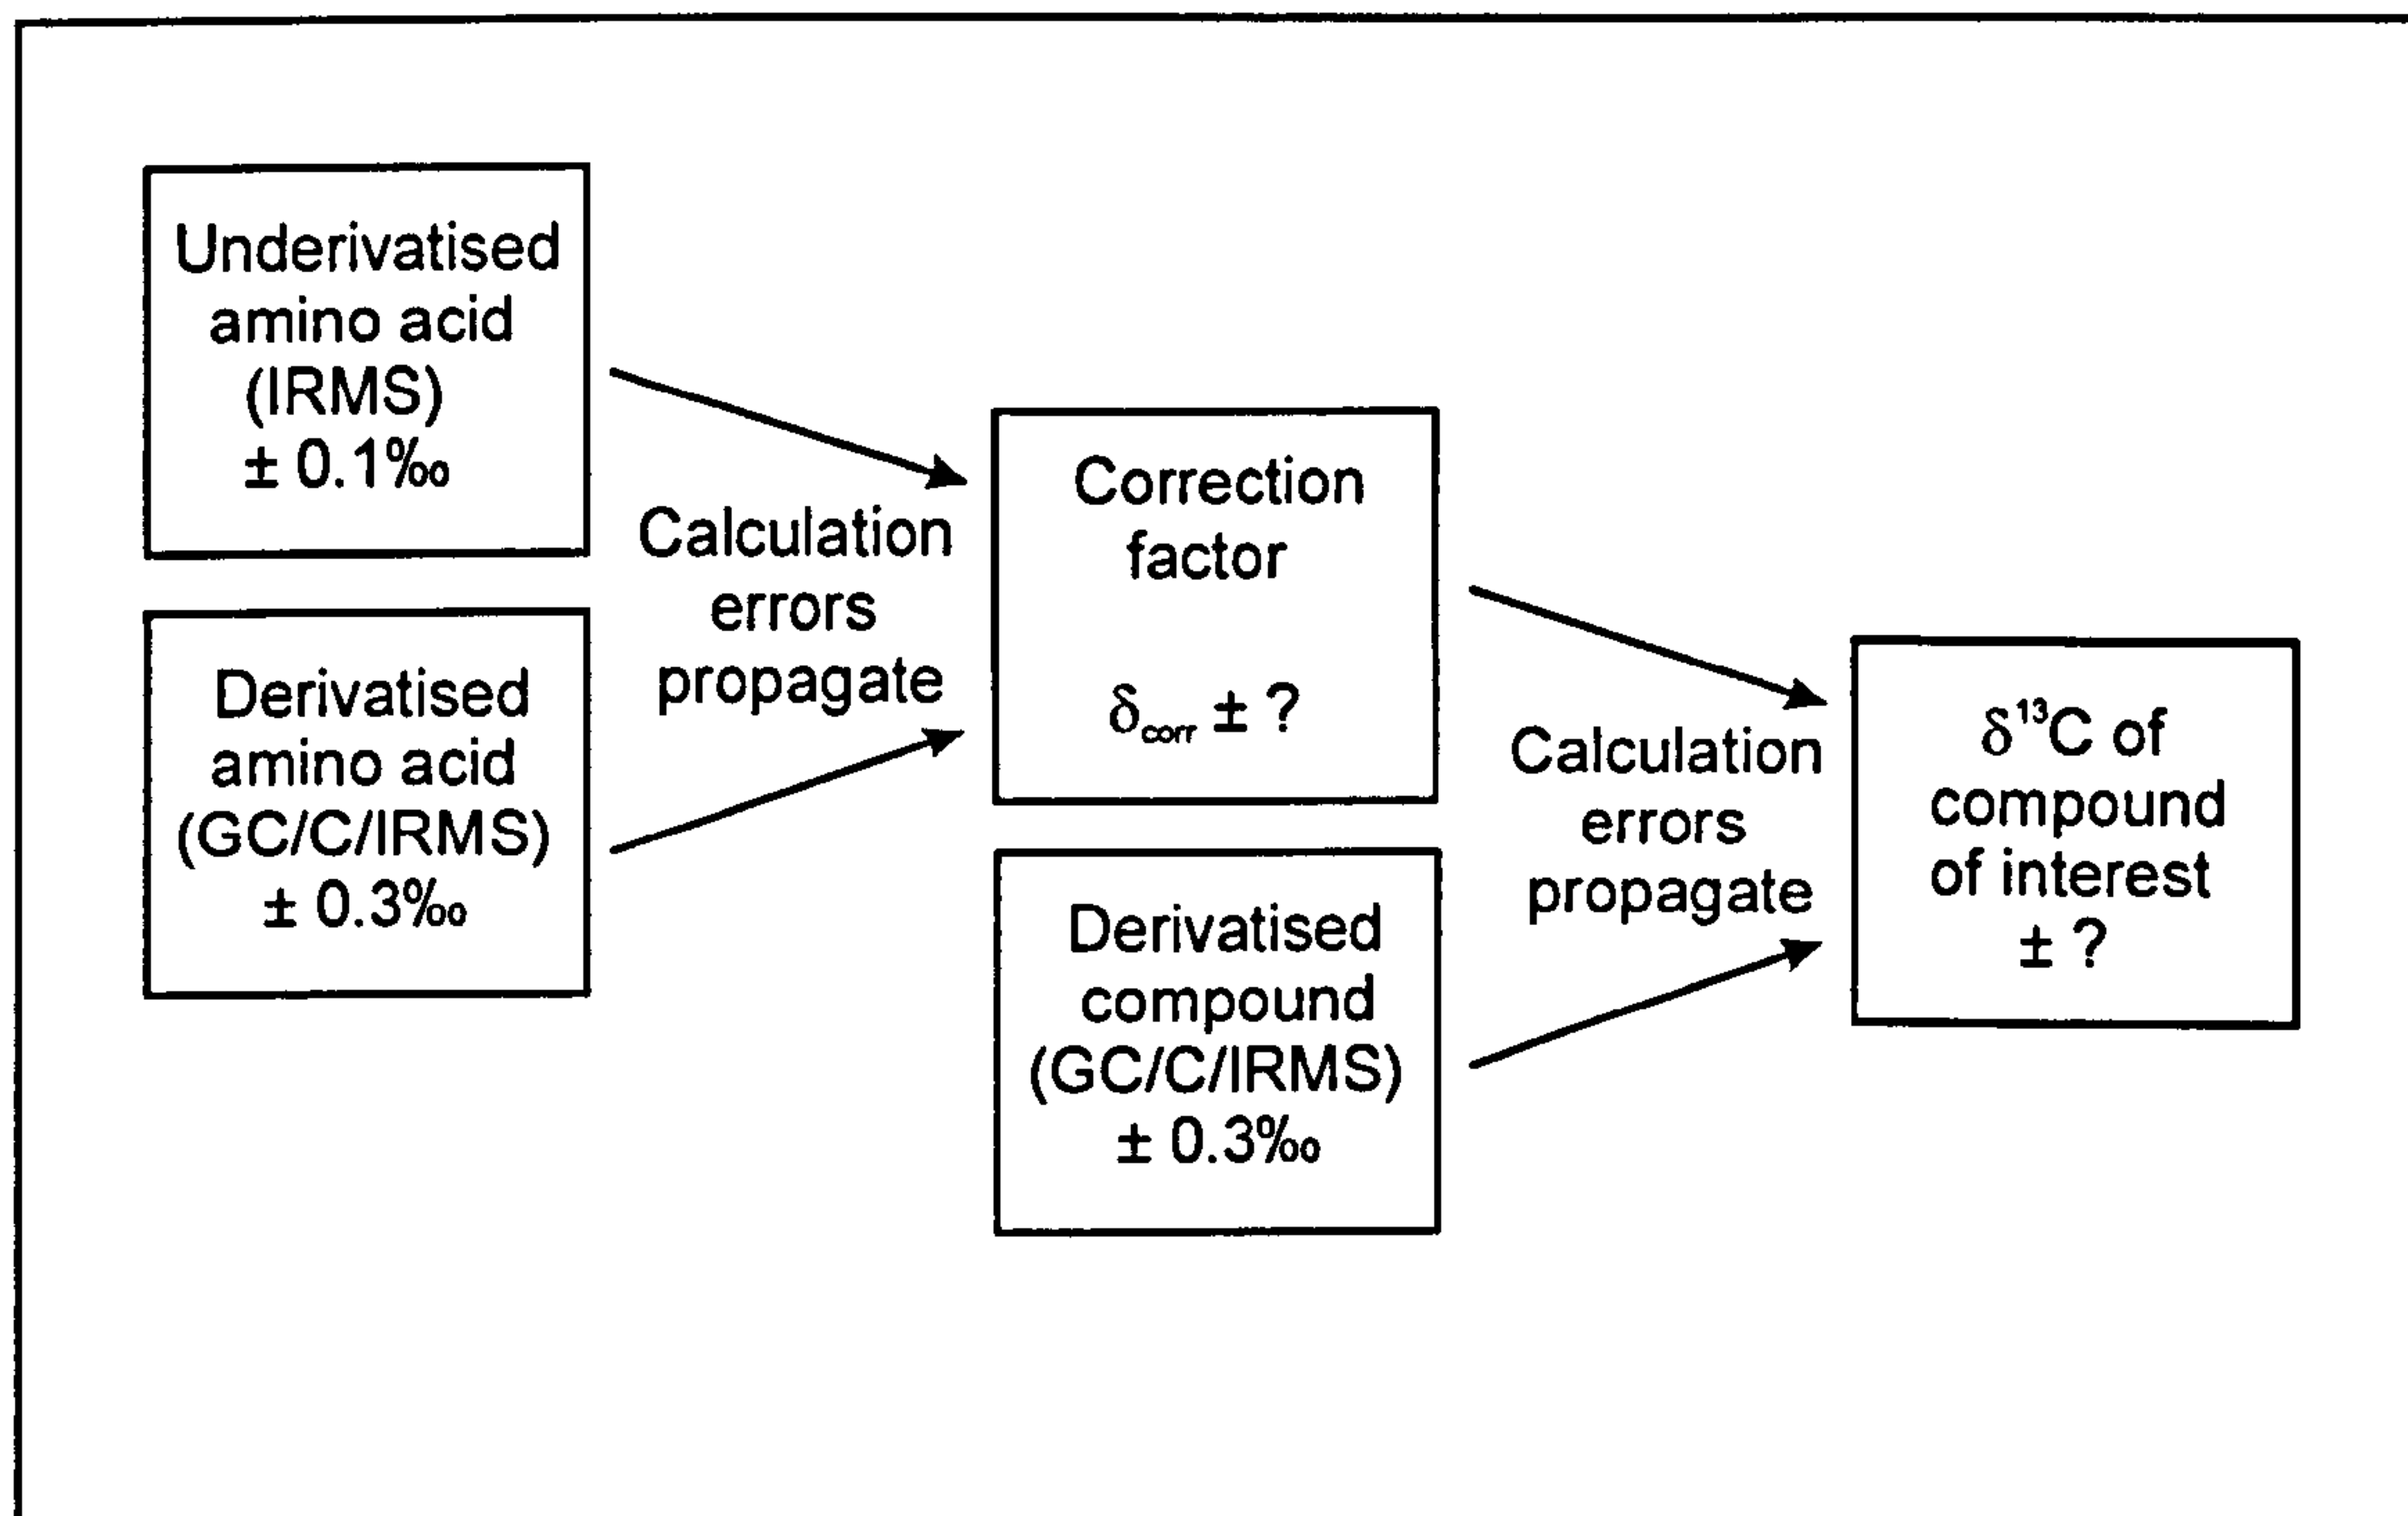 Underivatised
amino acid
(IRMS)
± 0.1‰
Derivatised
amino acid
(GC/C/IRMS)
± 0.3‰
Calculation
errors
propagate
Correction
factor
δcorr ± ?
Derivatised
compound
(GC/C/IRMS)
± 0.3‰
Calculation
errors
propagate
δ¹³C of
compound
of interest
± ?